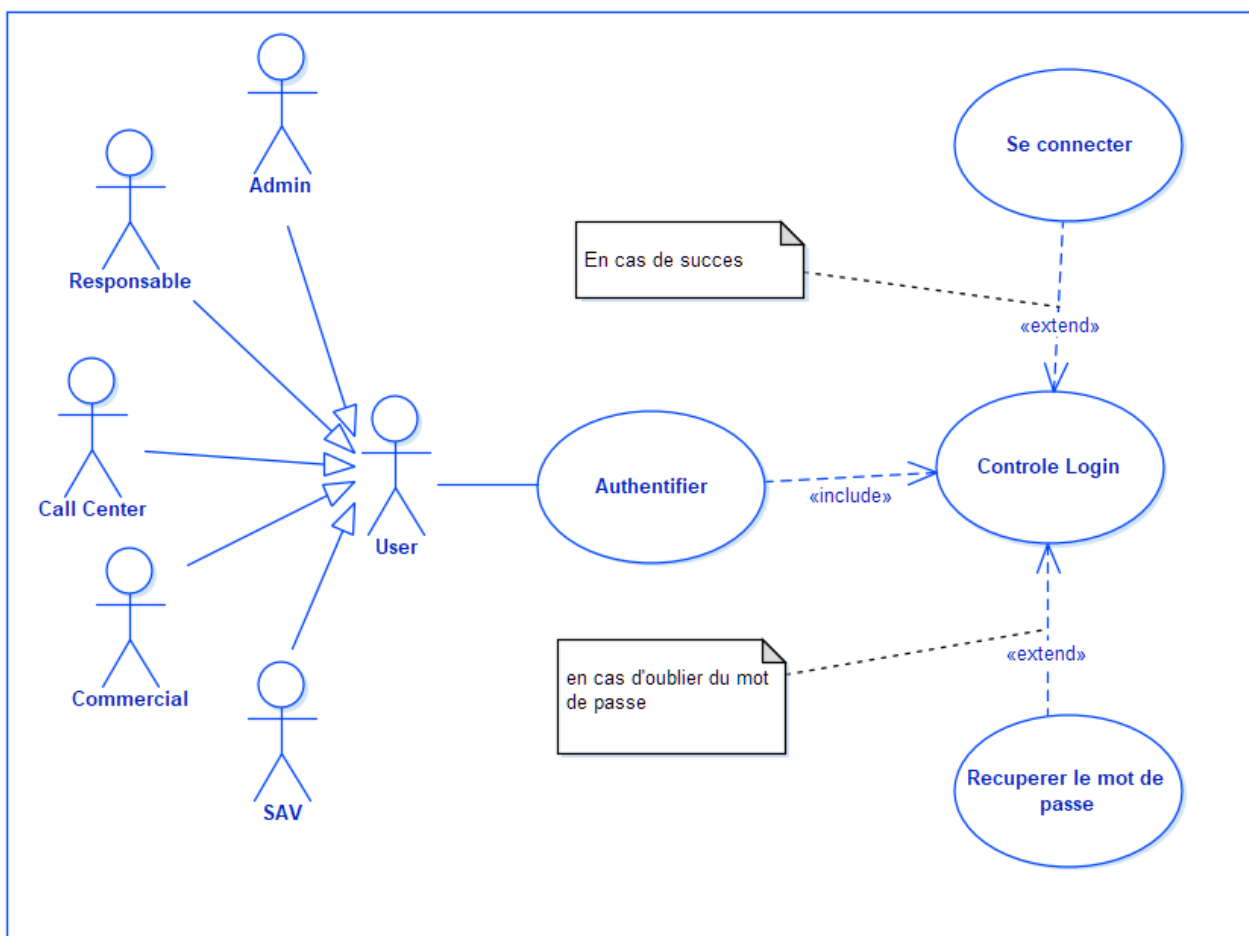 Admin
Responsable
Se connecter
En cas de succes
«extend»
Call Center
User
Authentifier
«include»
Controle Login
Commercial
SAV
en cas d'oublier du mot
de passe
«extend»
Recuperer le mot de
passe